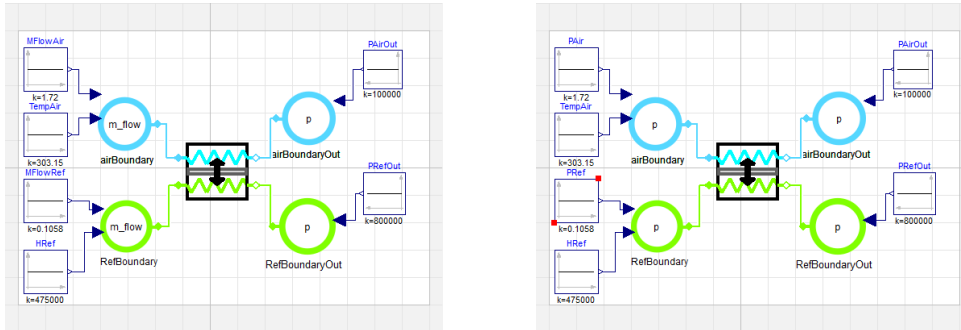 MFlowAir
k=1.72
TempAir
k=303.15
MFlowRef
k=0.1058
HRef
k=475000
m_flow
airBoundary
m_flow
RefBoundary
PAirOut
k=100000
p
airBoundaryOut
PRefOut
k=800000
p
RefBoundaryOut
PAir
k=1.72
TempAir
k=303.15
PRef
k=0.1058
HRef
k=475000
p
airBoundary
p
RefBoundary
PAirOut
k=100000
p
airBoundaryOut
PRefOut
k=800000
p
RefBoundaryOut